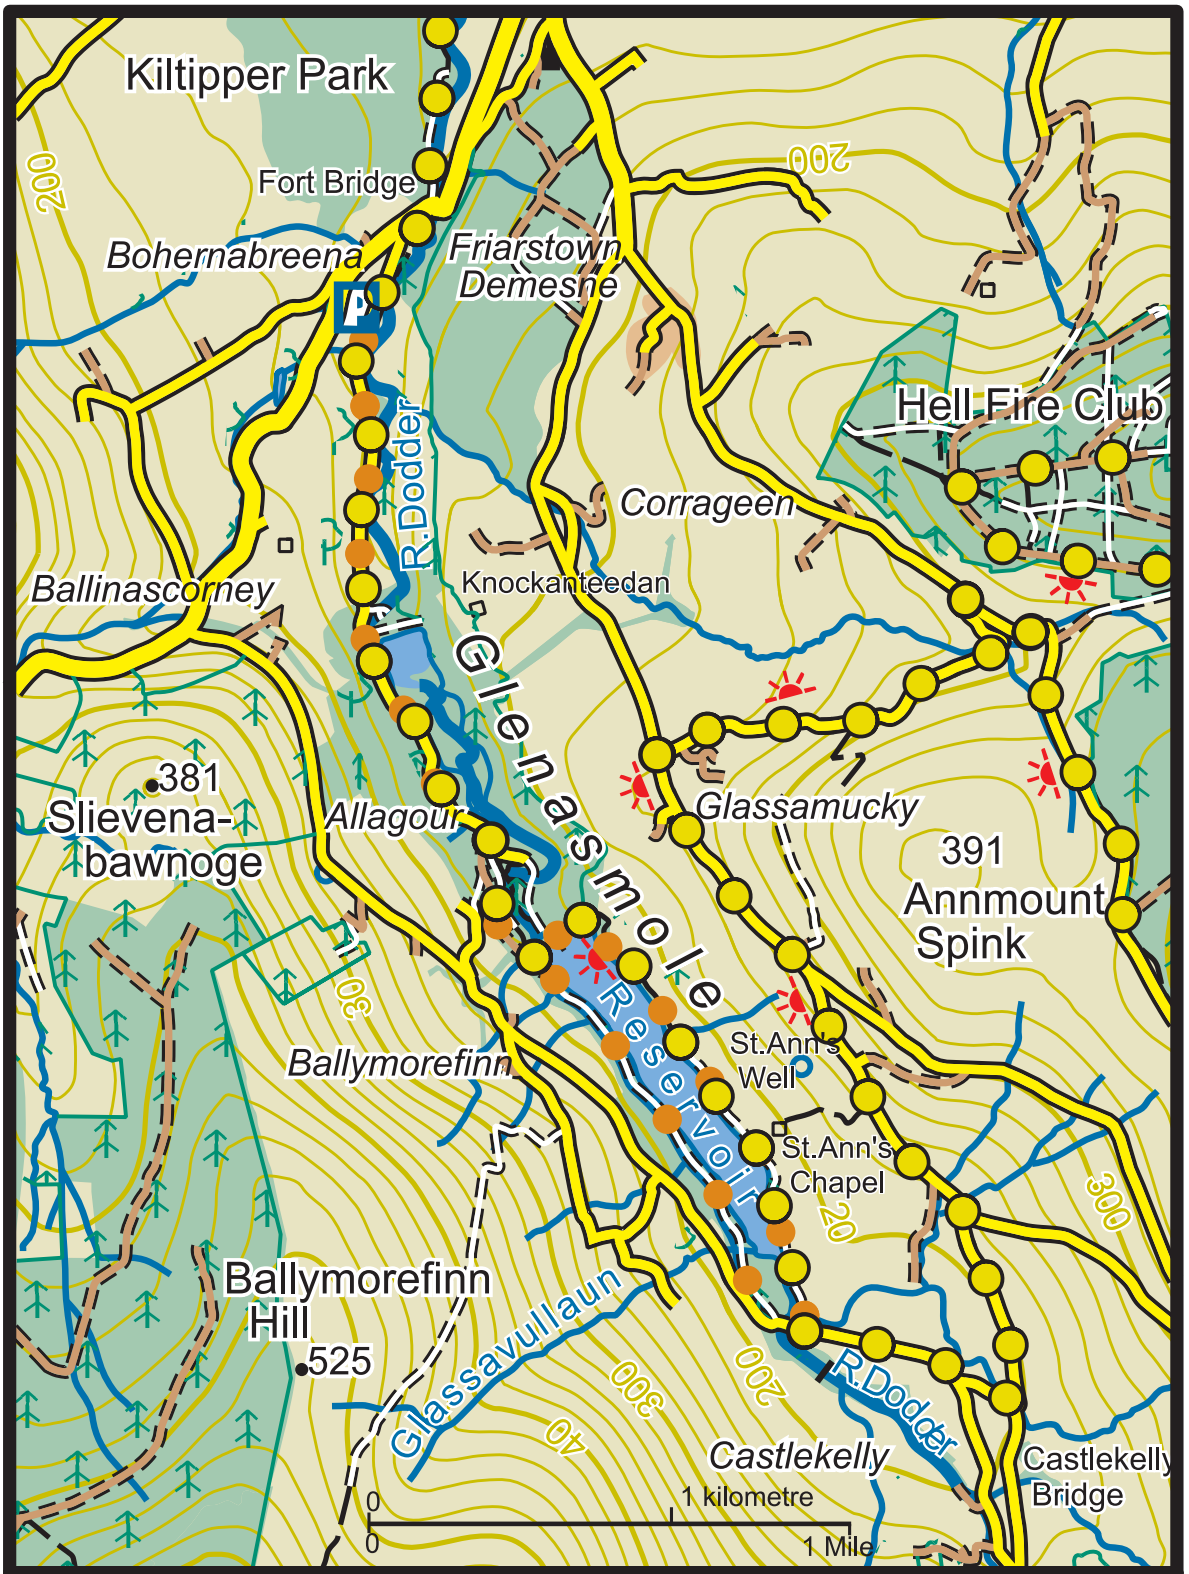 Kiltipper Park
200
200
Fort Bridge
Bohernabreena
Friarstown
Demesne
P
Hell Fire Club
R.Dodder
Corrageen
Knockanteedan
Ballinascorney
Glenasmole
381
Slievena-
bawnoge
Allagour
Glassamucky
391
Annmount
Spink
30
Reservoir
St.Ann's
Well
Ballymorefinn
St.Ann's
Chapel
20
300
Ballymorefinn
Hill
525
Glassavullaun
300
200
40
R.Dodder
Castlekelly
Castlekelly
Bridge
0
1 kilometre
0
1 Mile